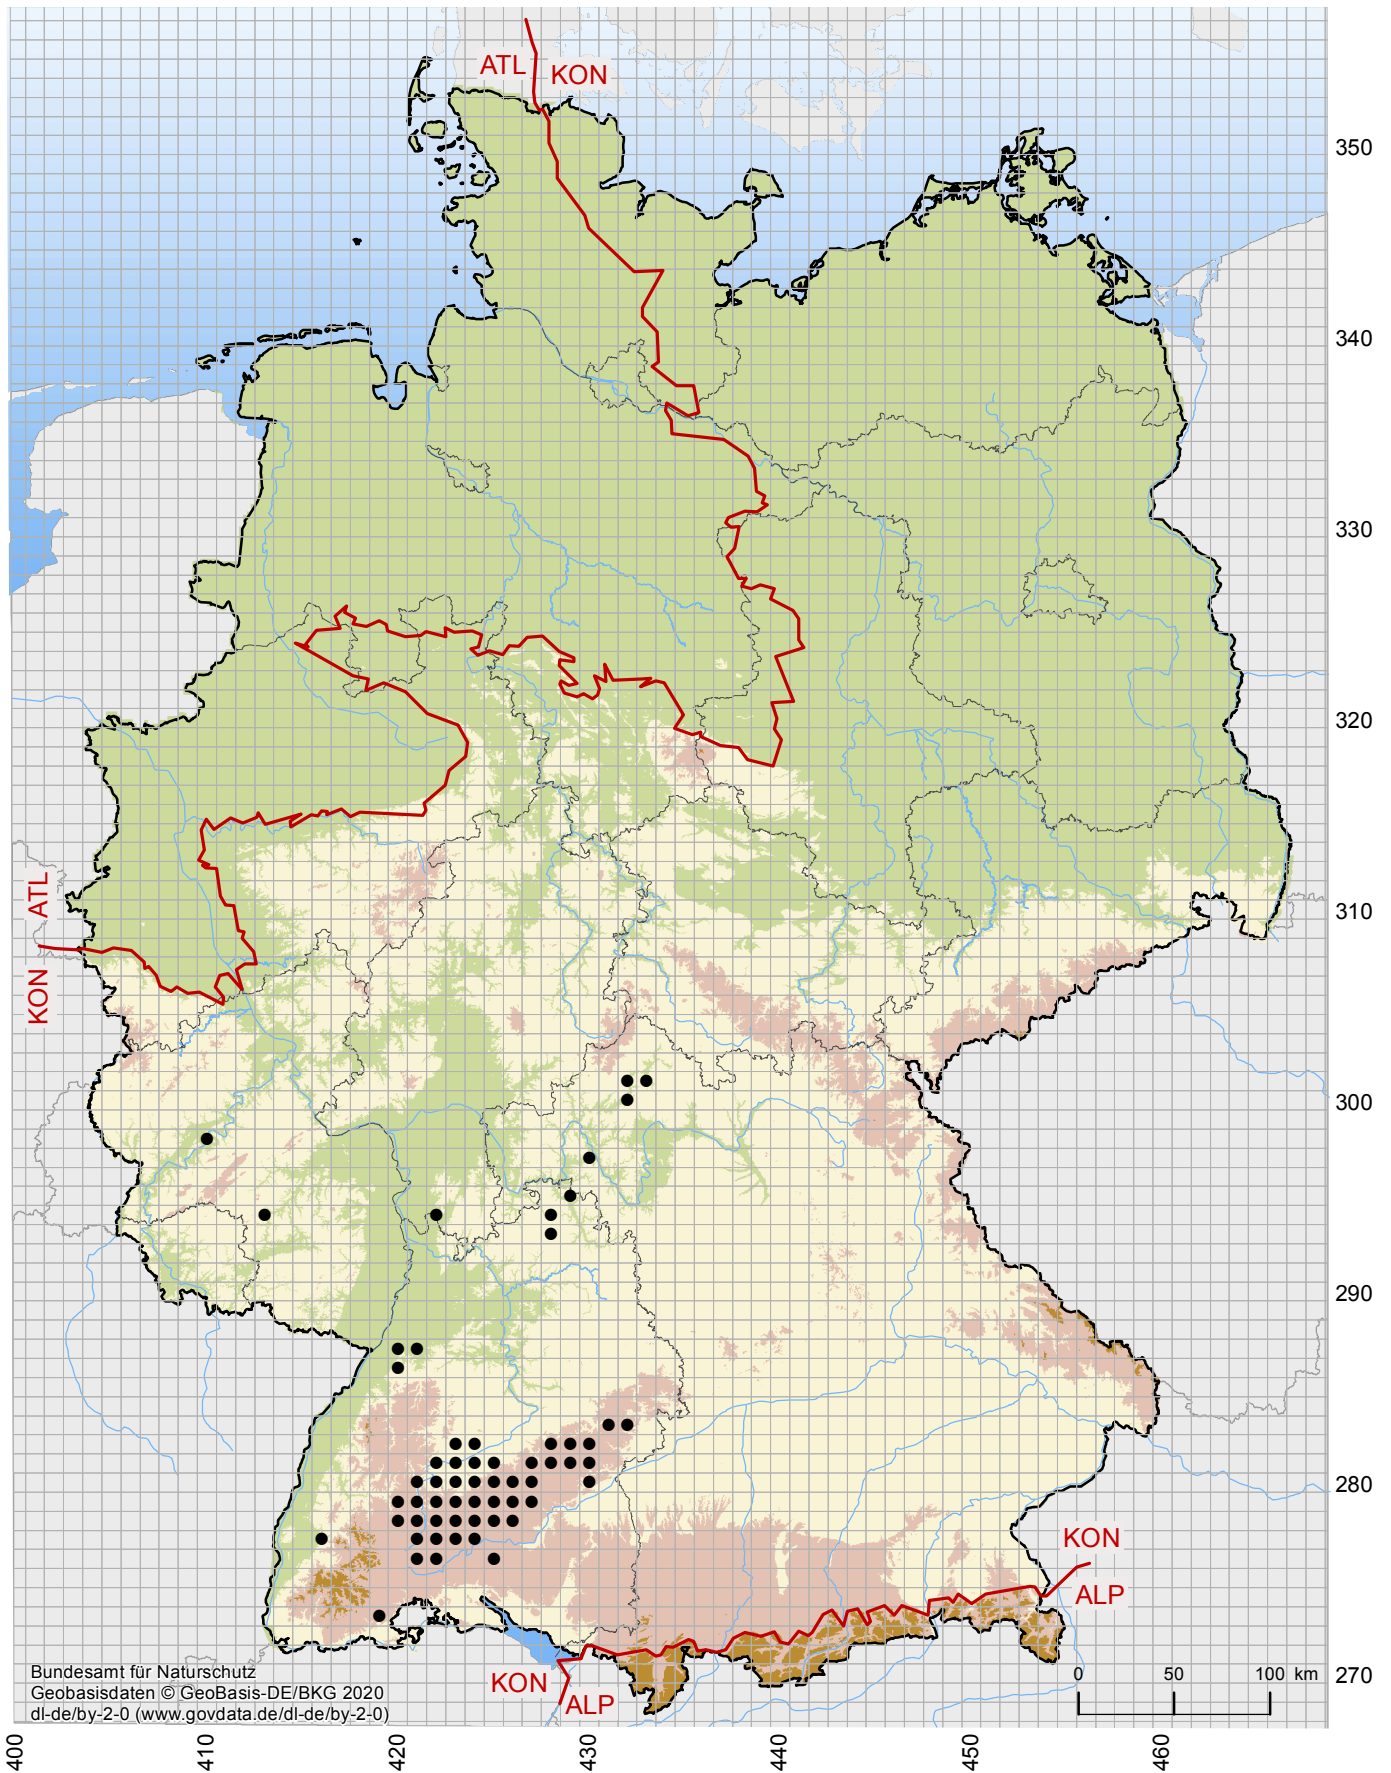 ATL
KON
350
340
330
320
ATL
310
KON
300
290
280
KON
ALP
KON
ALP
270
0 50 100 km
Bundesamt für Naturschutz
Geobasisdaten © GeoBasis-DE/BKG 2020
dl-de/by-2-0 (www.govdata.de/dl-de/by-2-0)
400 410 420 430 440 450 460